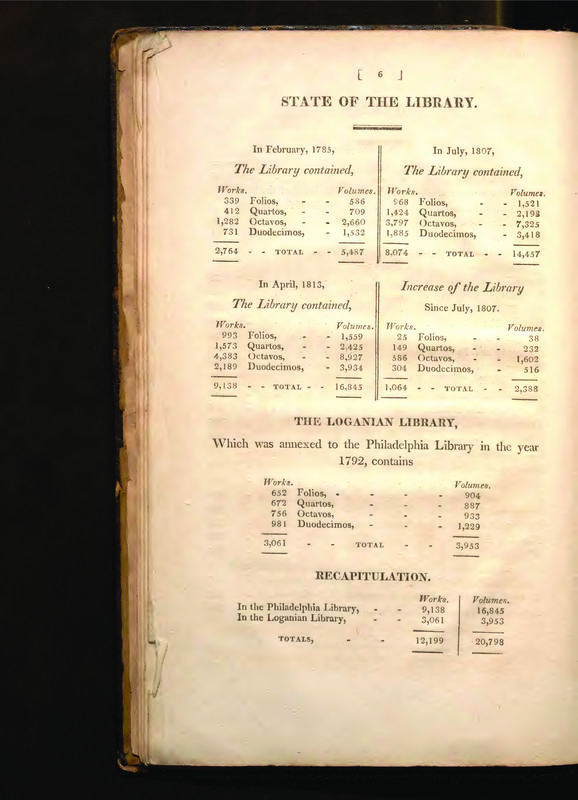 [ 6 ]
STATE OF THE LIBRARY.
In February, 1785,
The Library contained,
Works. Volumes.
339 Folios, - - 586
412 Quartos, - - 709
1,282 Octavos, - - 2,660
731 Duodecimos, - 1,532
2,764 - - TOTAL - - 5,487
In July, 1807,
The Library contained,
Works. Volumes.
968 Folios, - - 1,521
1,424 Quartos, - - 2,193
3,797 Octavos, - - 7,325
1,885 Duodecimos, - 3,418
8,074 - - TOTAL - - 14,457
In April, 1813,
The Library contained,
Works. Volumes.
993 Folios, - - 1,559
1,573 Quartos, - - 2,425
4,383 Octavos, - - 8,927
2,189 Duodecimos, - 3,934
9,138 - - TOTAL - - 16,845
Increase of the Library
Since July, 1807.
Works. Volumes.
25 Folios, - - 38
149 Quartos, - - 232
586 Octavos, - - 1,602
304 Duodecimos, - 516
1,064 - - TOTAL - - 2,388
THE LOGANIAN LIBRARY,
Which was annexed to the Philadelphia Library in the year
1792, contains
Works. Volumes.
652 Folios, - - - - 904
672 Quartos, - - - 887
756 Octavos, - - - 933
981 Duodecimos, - - - 1,229
3,061 - - TOTAL - - 3,953
RECAPITULATION.
Works. Volumes.
In the Philadelphia Library, - - 9,138 16,845
In the Loganian Library, - - 3,061 3,953
TOTALS, - - 12,199 20,798